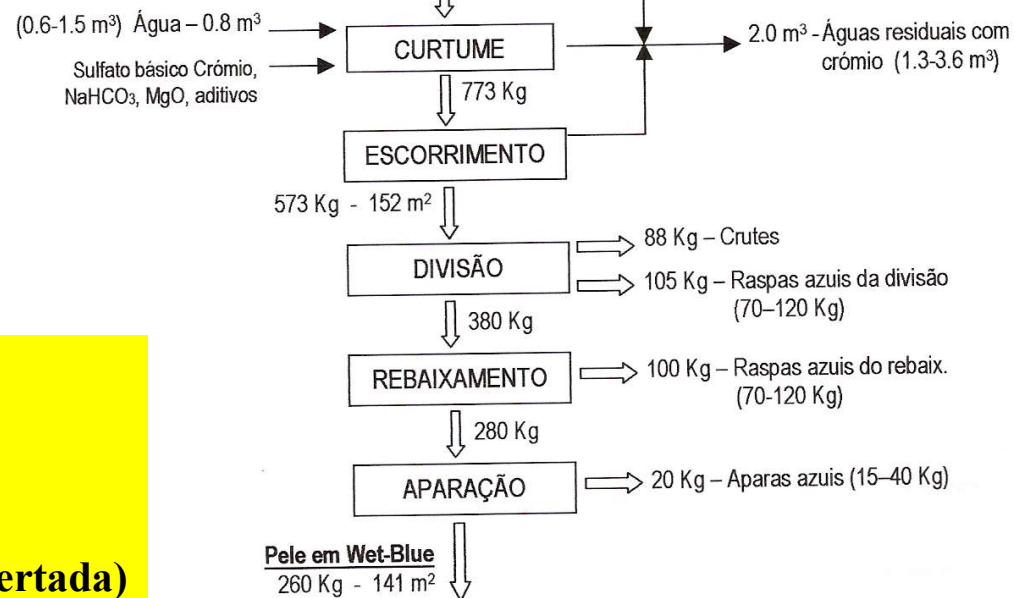 (0.6-1.5 m³) Água – 0.8 m³
Sulfato básico Crómio,
NaHCO₃, MgO, aditivos
CURTUME
2.0 m³ - Águas residuais com
crómio (1.3-3.6 m³)
773 Kg
ESCORRIMENTO
573 Kg - 152 m²
DIVISÃO
88 Kg – Crutes
105 Kg – Raspas azuis da divisão
(70–120 Kg)
380 Kg
REBAIXAMENTO
100 Kg – Raspas azuis do rebaix.
(70-120 Kg)
280 Kg
APARAÇÃO
20 Kg – Aparas azuis (15–40 Kg)
Pele em Wet-Blue
260 Kg - 141 m²
ertada)